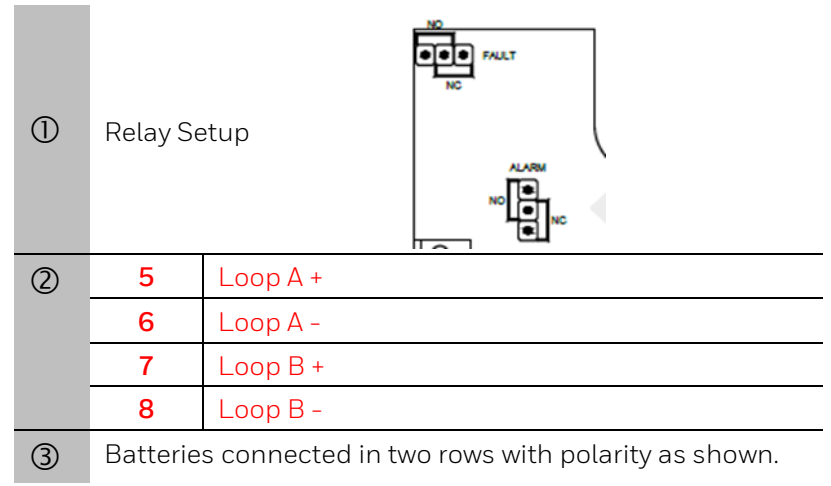 NO
FAULT
NC
① Relay Setup
ALARM
NO
NC
② 5 Loop A +
6 Loop A -
7 Loop B +
8 Loop B -
③ Batteries connected in two rows with polarity as shown.